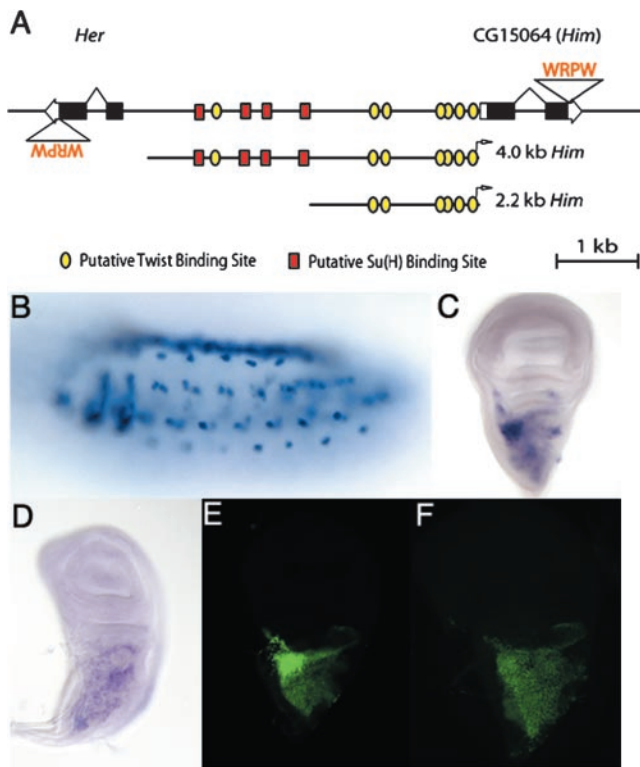 A
Her
CG15064 (Him)
WRPW
WRPW
4.0 kb Him
2.2 kb Him
Putative Twist Binding Site
Putative Su(H) Binding Site
1 kb
B
C
D
E
F